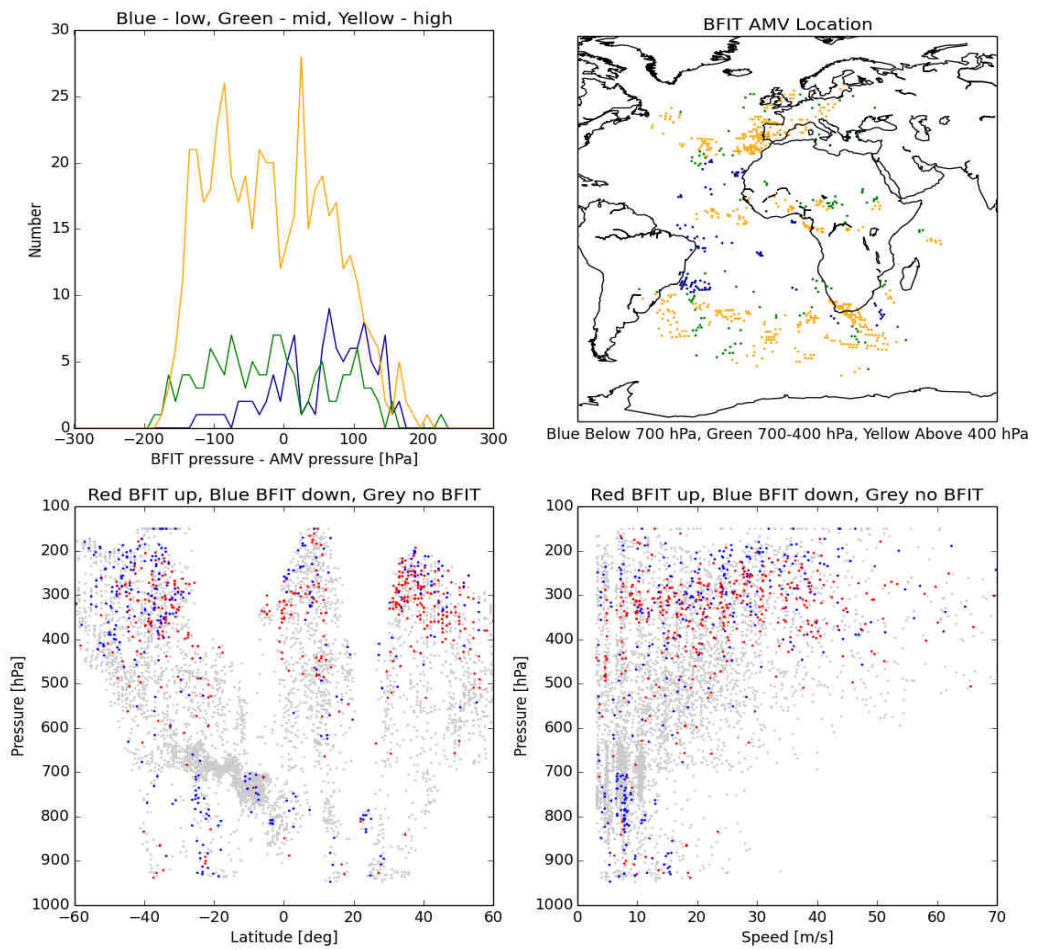 Blue - low, Green - mid, Yellow - high
30
25
20
15
10
5
0
Number
−300 −200 −100 0 100 200 300
BFIT pressure - AMV pressure [hPa]
BFIT AMV Location
Blue Below 700 hPa, Green 700-400 hPa, Yellow Above 400 hPa
Red BFIT up, Blue BFIT down, Grey no BFIT
100
200
300
400
500
600
700
800
900
1000
Pressure [hPa]
−60 −40 −20 0 20 40 60
Latitude [deg]
Red BFIT up, Blue BFIT down, Grey no BFIT
100
200
300
400
500
600
700
800
900
1000
Pressure [hPa]
0 10 20 30 40 50 60 70
Speed [m/s]